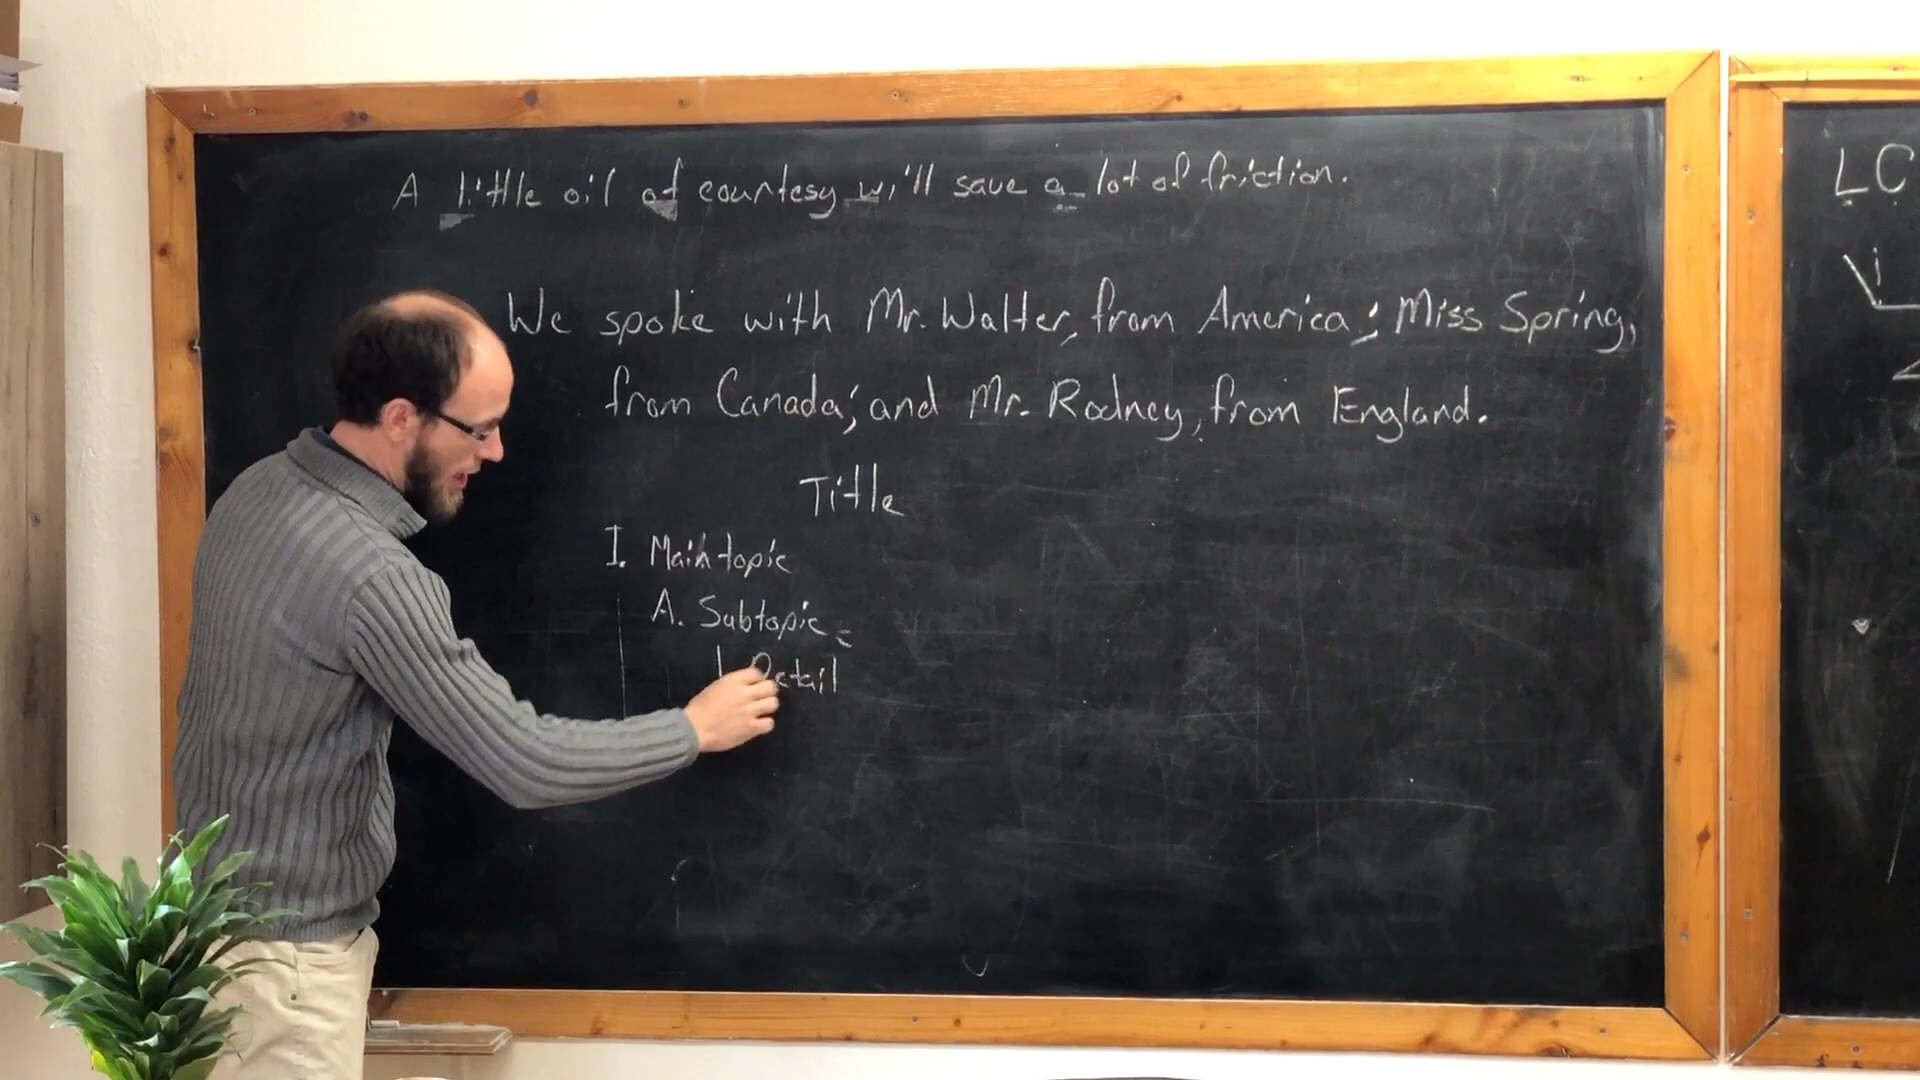 A little oil of courtesy will save a lot of friction.
We spoke with Mr. Walter, from America; Miss Spring,
from Canada; and Mr. Rodney, from England.
Title
I. Main topic
A. Subtopic
1. Detail
LC